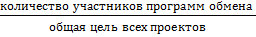 количество участников программ обмена
общая цель всех проектов